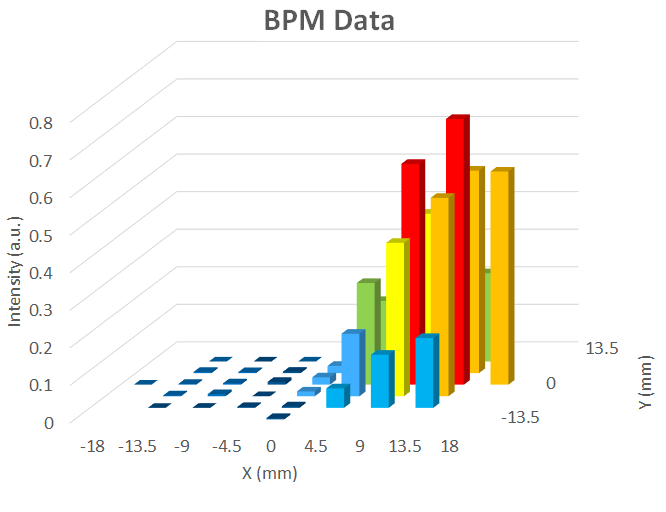 BPM Data
0.8
0.7
0.6
0.5
0.4
0.3
0.2
0.1
0
Intensity (a.u.)
-18 -13.5 -9 -4.5 0 4.5 9 13.5 18
X (mm)
13.5
0
-13.5
Y (mm)